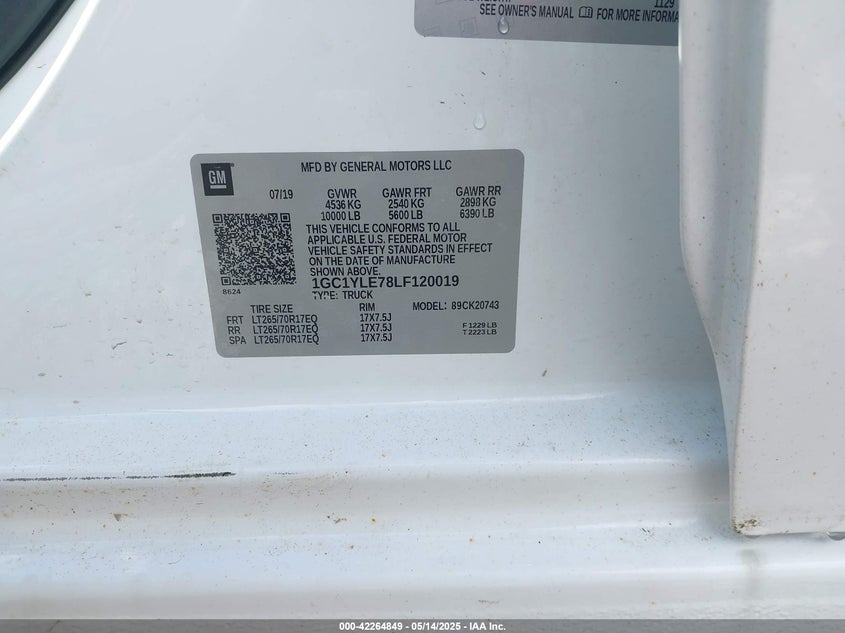 1129
SEE OWNER'S MANUAL FOR MORE INFORMA
GM
MFD BY GENERAL MOTORS LLC
07/19 GVWR GAWR FRT GAWR RR
4536 KG 2540 KG 2898 KG
10000 LB 5600 LB 6390 LB
THIS VEHICLE CONFORMS TO ALL
APPLICABLE U.S. FEDERAL MOTOR
VEHICLE SAFETY STANDARDS IN EFFECT
ON THE DATE OF MANUFACTURE
SHOWN ABOVE.
1GC1YLE78LF120019
8624
TYPE: TRUCK
TIRE SIZE RIM MODEL: 89CK20743
FRT LT265/70R17EQ 17X7.5J
RR LT265/70R17EQ 17X7.5J F 1229 LB
SPA LT265/70R17EQ 17X7.5J T 2223 LB
000-42264849 — 05/14/2025 — IAA Inc.